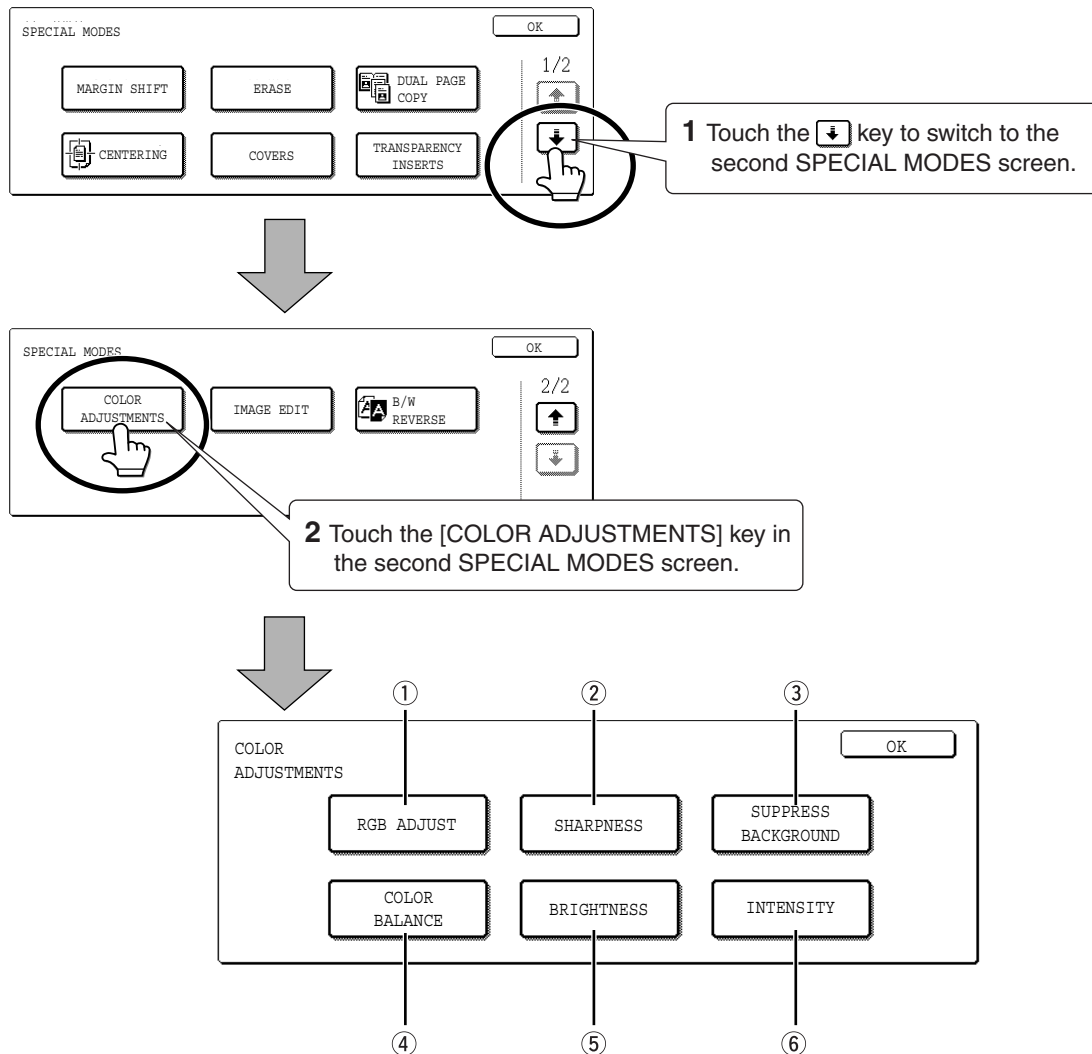 SPECIAL MODES
OK
1/2
MARGIN SHIFT
ERASE
DUAL PAGE
COPY
CENTERING
COVERS
TRANSPARENCY
INSERTS
1 Touch the key to switch to the
second SPECIAL MODES screen.
SPECIAL MODES
OK
2/2
COLOR
ADJUSTMENTS
IMAGE EDIT
B/W
REVERSE
2 Touch the [COLOR ADJUSTMENTS] key in
the second SPECIAL MODES screen.
① ② ③
COLOR
ADJUSTMENTS
OK
RGB ADJUST
SHARPNESS
SUPPRESS
BACKGROUND
COLOR
BALANCE
BRIGHTNESS
INTENSITY
④ ⑤ ⑥